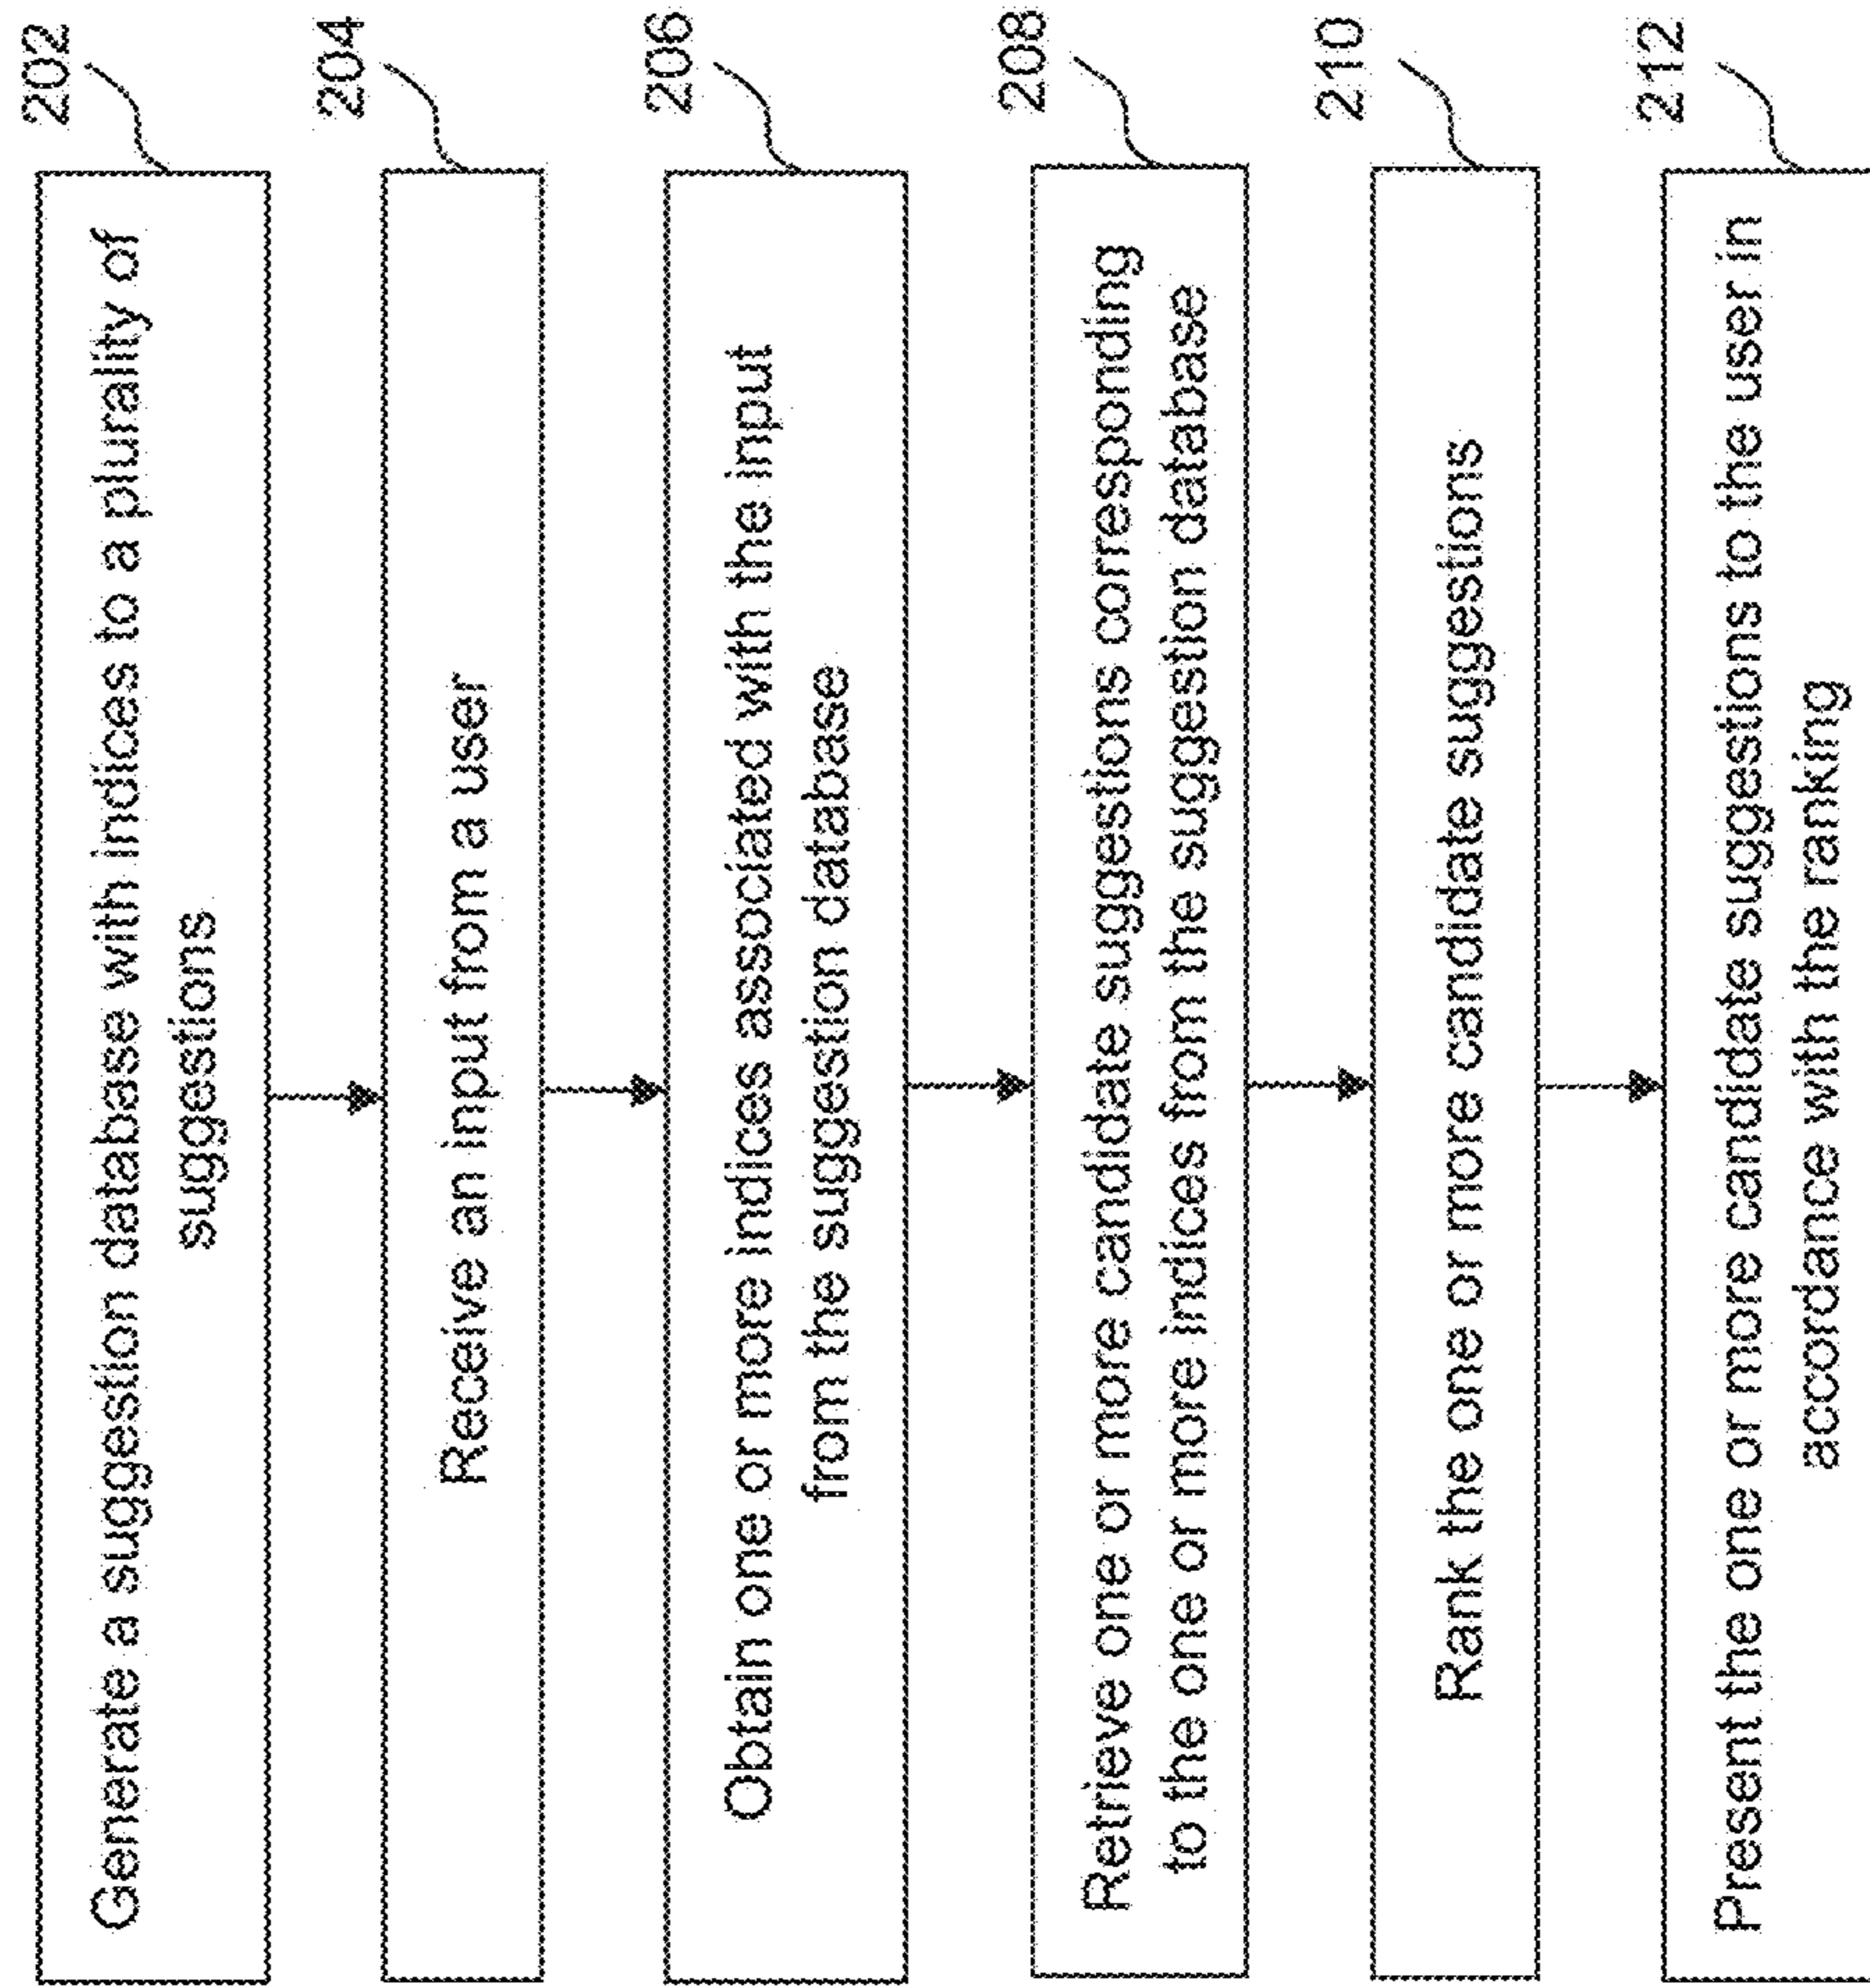 202
Generate a suggestion database with indices to a plurality of
suggestions
204
Receive an input from a user
206
Obtain one or more indices associated with the input
from the suggestion database
208
Retrieve one or more candidate suggestions corresponding
to the one or more indices from the suggestion database
210
Rank the one or more candidate suggestions
212
Present the one or more candidate suggestions to the user in
accordance with the ranking